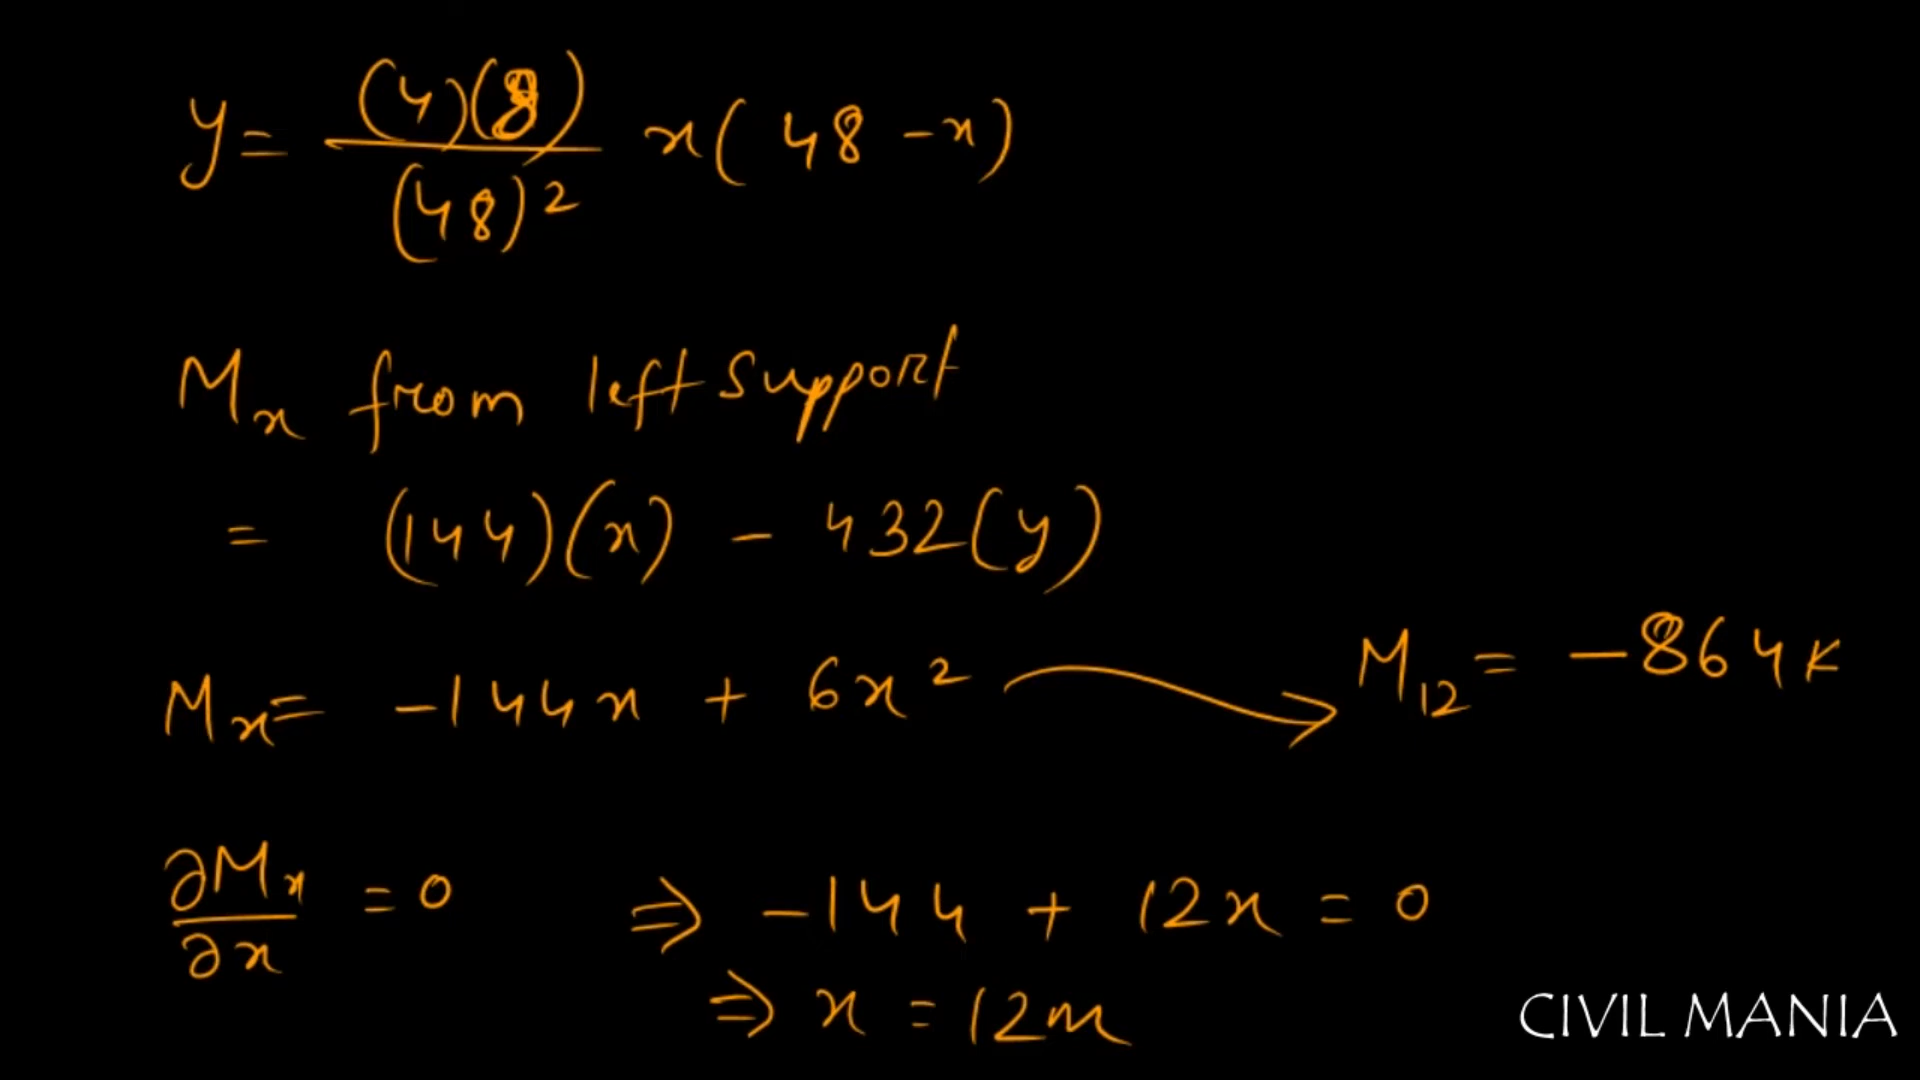 y = (4)(8) / (48)² x(48 - x)
Mx from left support
= (144)(x) - 432(y)
Mx = -144x + 6x² → M12 = -864 K
∂Mx / ∂x = 0 ⇒ -144 + 12x = 0
⇒ x = 12m
CIVIL MANIA